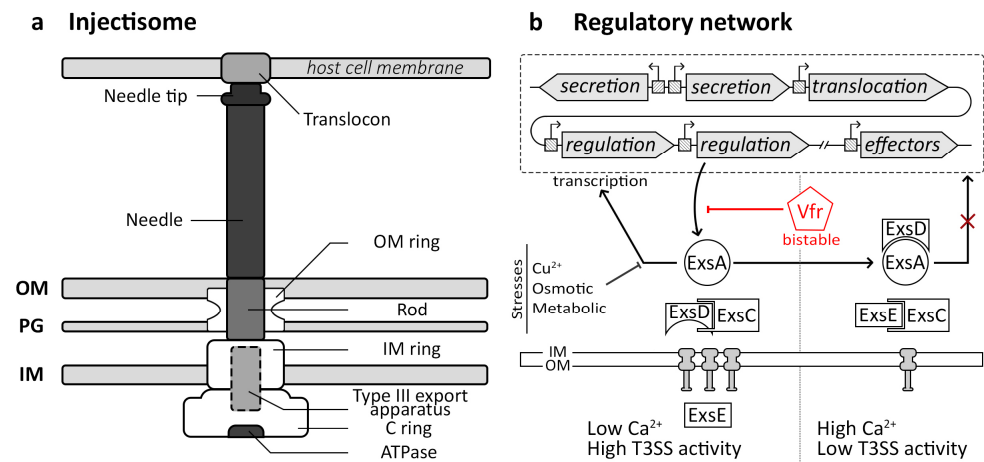 a Injectisome
host cell membrane
Needle tip
Translocon
Needle
OM ring
OM
Rod
PG
IM ring
IM
Type III export
apparatus
C ring
ATPase
b Regulatory network
secretion secretion translocation
regulation regulation effectors
transcription
Vfr
bistable
ExsD
ExsA
ExsA
Stresses
Cu²⁺
Osmotic
Metabolic
ExsD ExsC
ExsE ExsC
IM
OM
ExsE
Low Ca²⁺
High T3SS activity
High Ca²⁺
Low T3SS activity